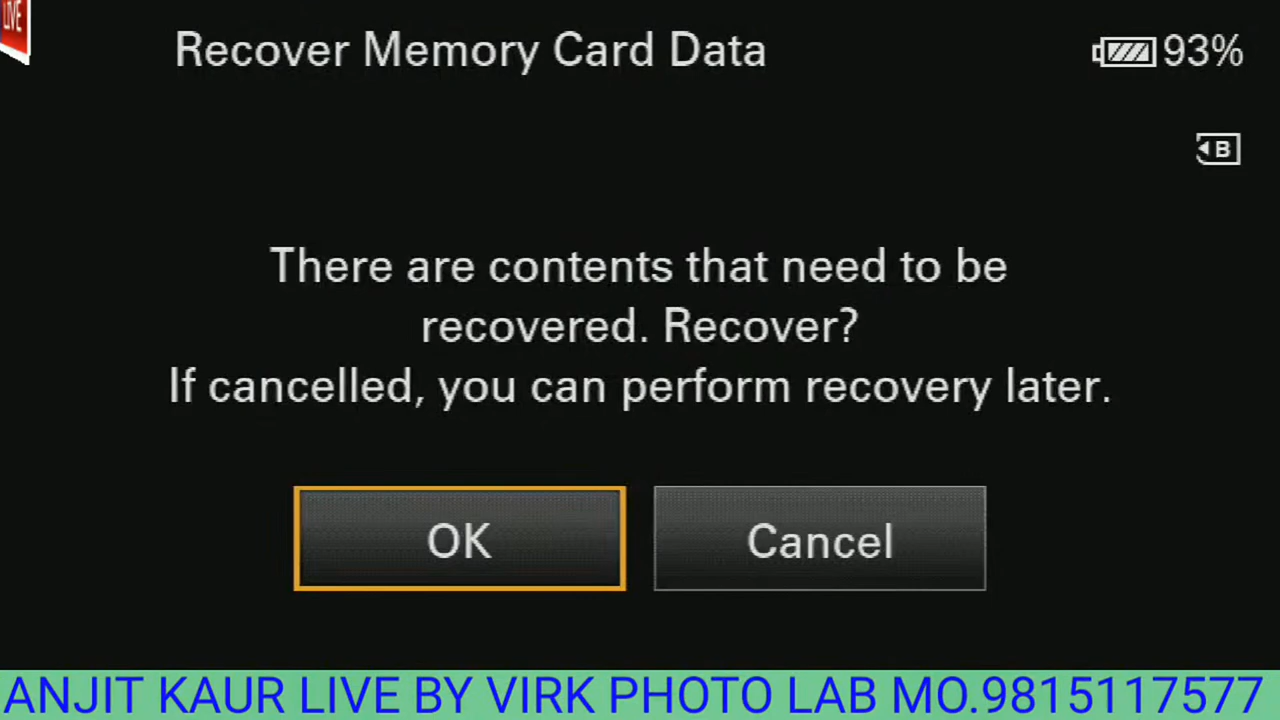 LIVE
Recover Memory Card Data
93%
B
There are contents that need to be
recovered. Recover?
If cancelled, you can perform recovery later.
OK Cancel
ANJIT KAUR LIVE BY VIRK PHOTO LAB MO.9815117577